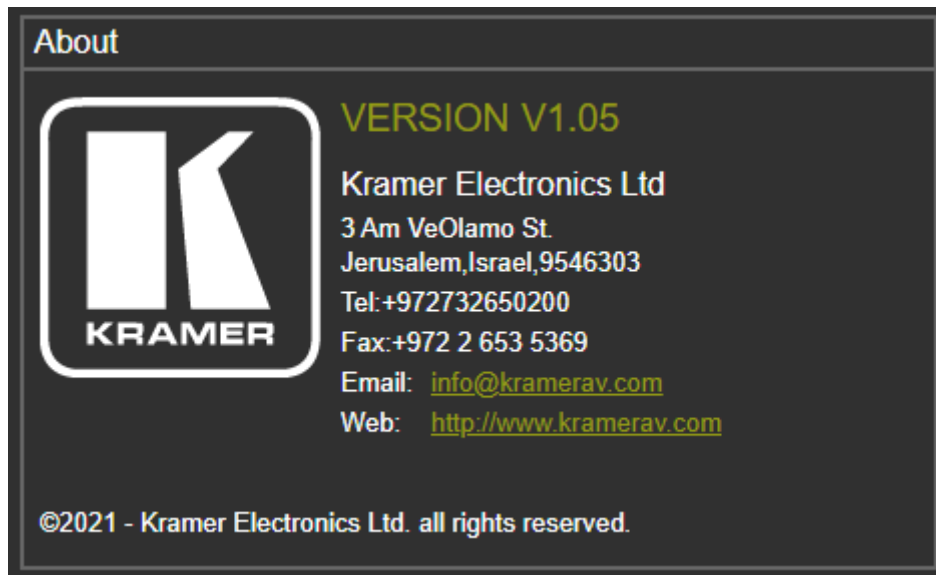 About
VERSION V1.05
Kramer Electronics Ltd
3 Am VeOlamo St.
Jerusalem,Israel,9546303
Tel:+972732650200
Fax:+972 2 653 5369
Email: info@kramerav.com
Web: http://www.kramerav.com
KRAMER
©2021 - Kramer Electronics Ltd. all rights reserved.